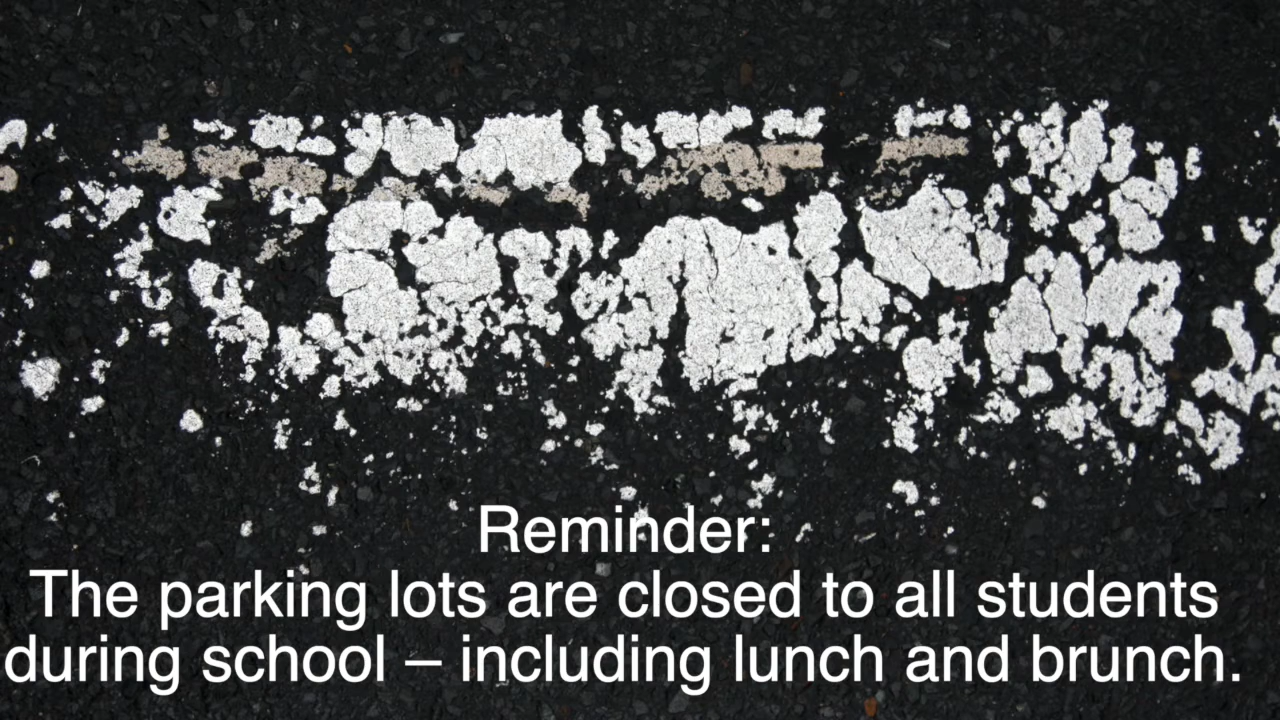 Reminder:
The parking lots are closed to all students
during school – including lunch and brunch.